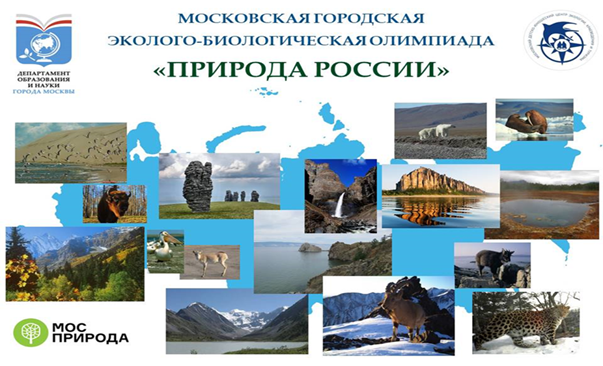 МОСКОВСКАЯ ГОРОДСКАЯ
ЭКОЛОГО-БИОЛОГИЧЕСКАЯ ОЛИМПИАДА
«ПРИРОДА РОССИИ»
ДЕПАРТАМЕНТ
ОБРАЗОВАНИЯ
И НАУКИ
ГОРОДА МОСКВЫ
МОС
ПРИРОДА